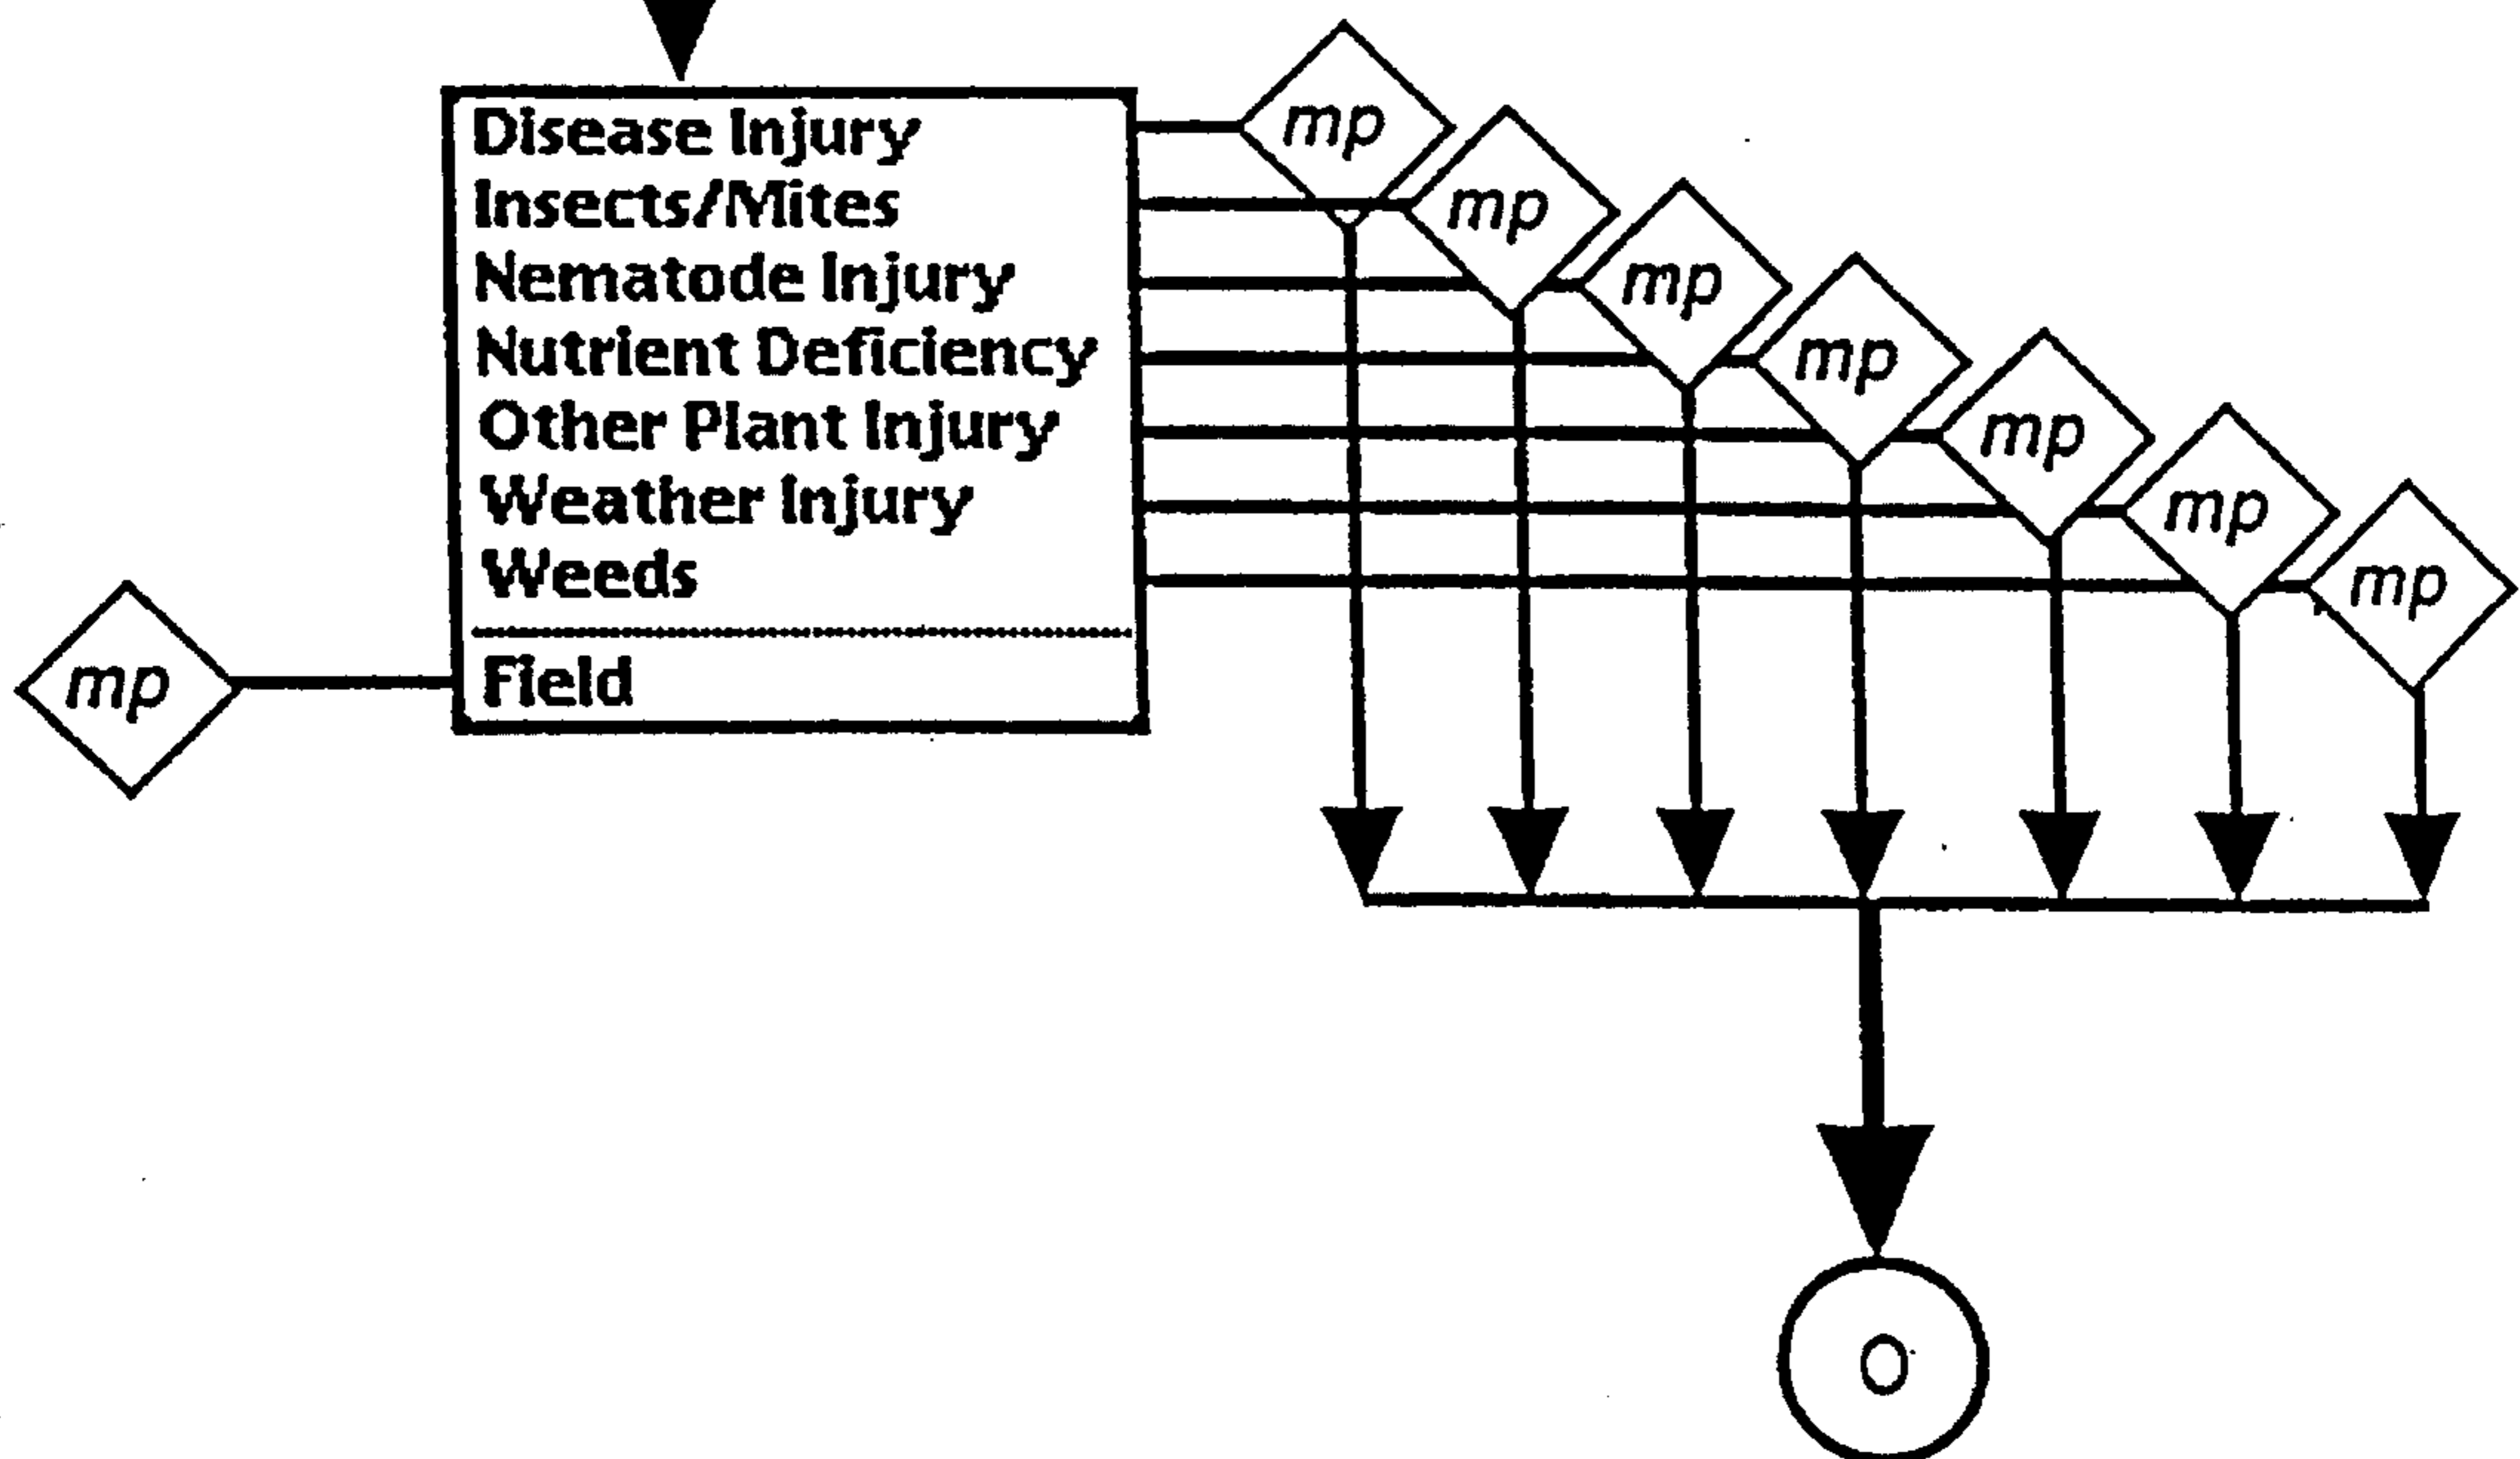 mp
Disease Injury
mp
Insects/Mites
mp
Nematode Injury
mp
Nutrient Deficiency
mp
Other Plant Injury
mp
Weather Injury
mp
Weeds
mp
Field
mp
O